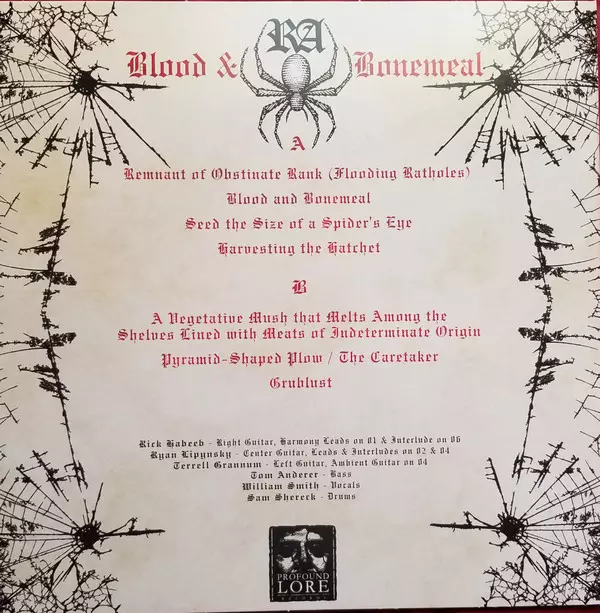 RA
Blood & Bonemeal
A
Remnant of Obstinate Rank (Flooding Ratholes)
Blood and Bonemeal
Seed the Size of a Spider's Eye
Harvesting the Hatchet
B
A Vegetative Mush that Melts Among the
Shelves Lined with Meats of Indeterminate Origin
Pyramid-Shaped Plow / The Caretaker
Grublust
Rick Habeeb - Right Guitar, Harmony Leads on 01 & Interlude on 06
Ryan Lipynsky - Center Guitar, Leads & Interludes on 02 & 04
Terrell Grannum - Left Guitar, Ambient Guitar on 04
Tom Anderer - Bass
William Smith - Vocals
Sam Shereck - Drums
PROFOUND
LORE